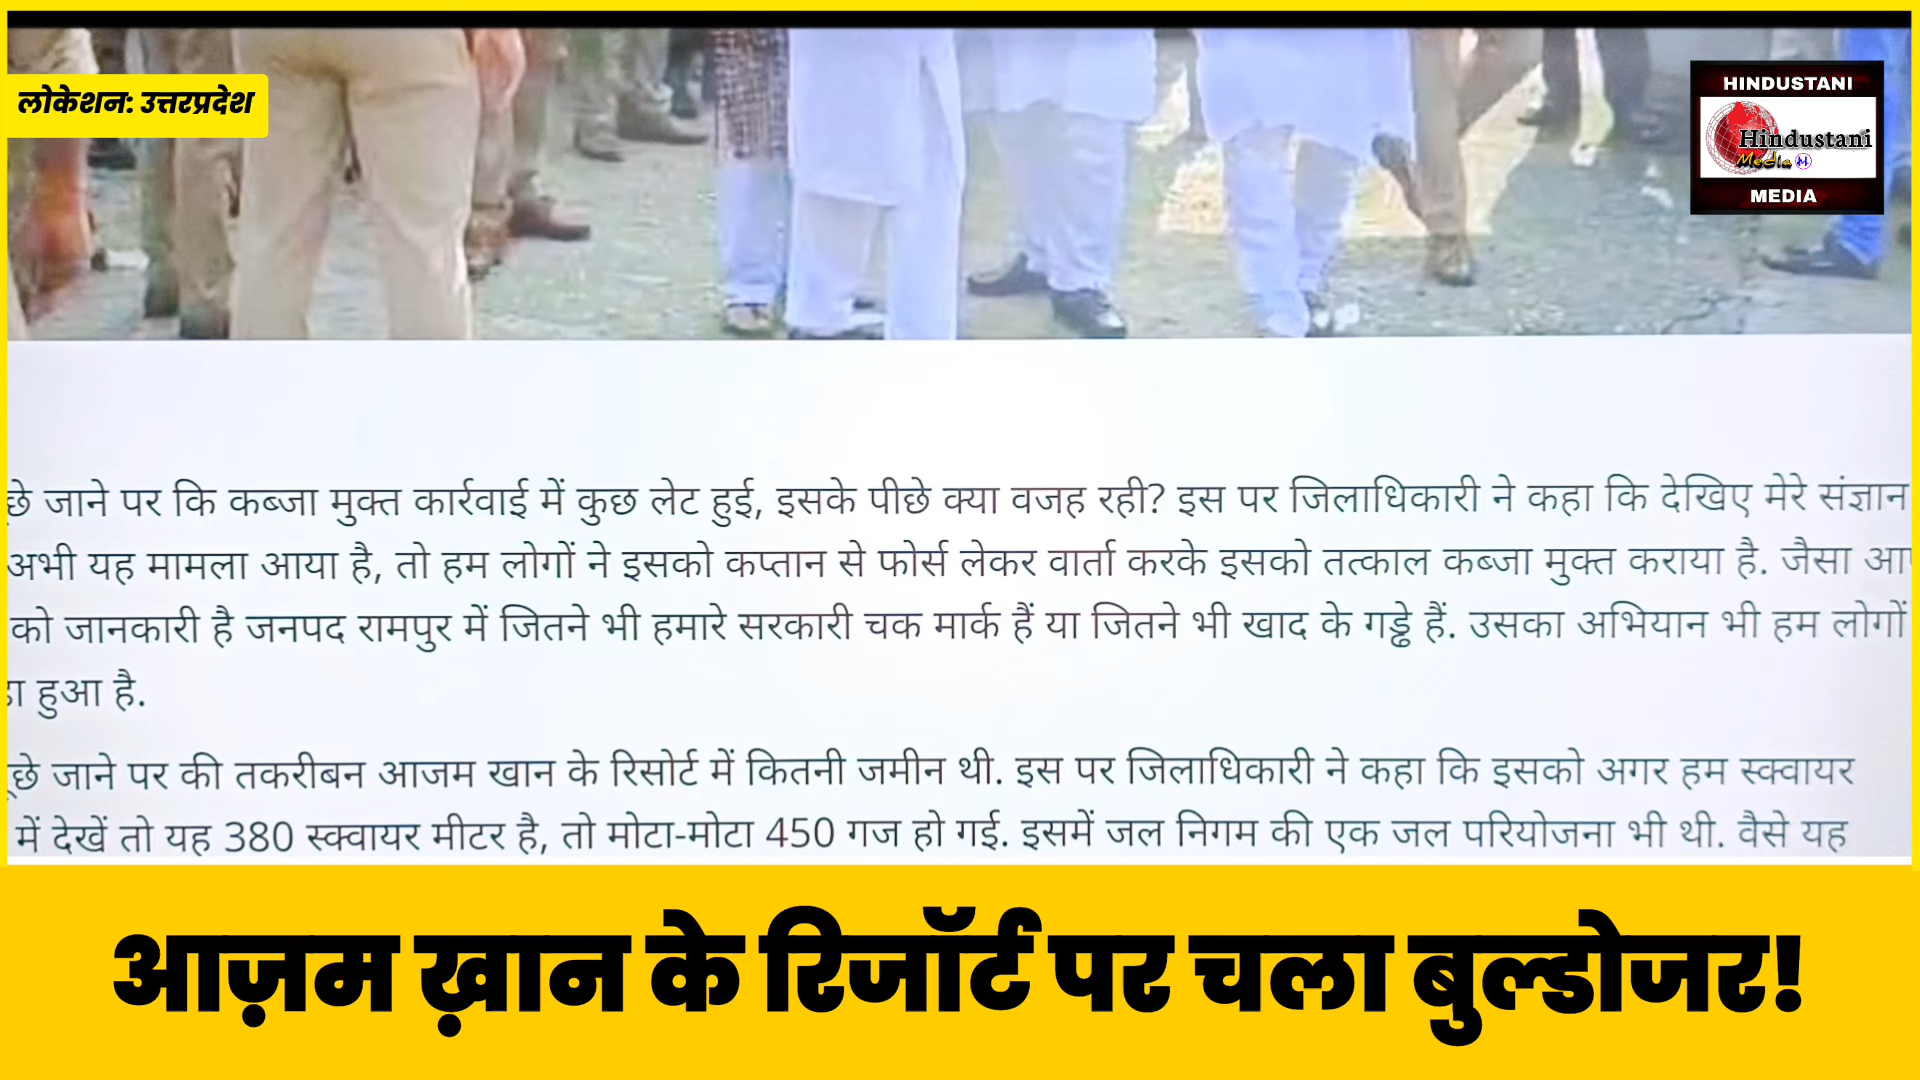 लोकेशन: उत्तरप्रदेश
HINDUSTANI
Hindustani
Media
MEDIA
जाने पर कि कब्जा मुक्त कार्रवाई में कुछ लेट हुई, इसके पीछे क्या वजह रही? इस पर जिलाधिकारी ने कहा कि देखिए मेरे संज्ञान
अभी यह मामला आया है, तो हम लोगों ने इसको कप्तान से फोर्स लेकर वार्ता करके इसको तत्काल कब्जा मुक्त कराया है. जैसा
को जानकारी है जनपद रामपुर में जितने भी हमारे सरकारी चक मार्क हैं या जितने भी खाद के गड्ढे हैं. उसका अभियान भी हम लोगों
हुआ है.
जाने पर की तकरीबन आजम खान के रिसोर्ट में कितनी जमीन थी. इस पर जिलाधिकारी ने कहा कि इसको अगर हम स्क्वायर
में देखें तो यह 380 स्क्वायर मीटर है, तो मोटा-मोटा 450 गज हो गई. इसमें जल निगम की एक जल परियोजना भी थी. वैसे यह
आज़म ख़ान के रिजॉर्ट पर चला बुल्डोजर!